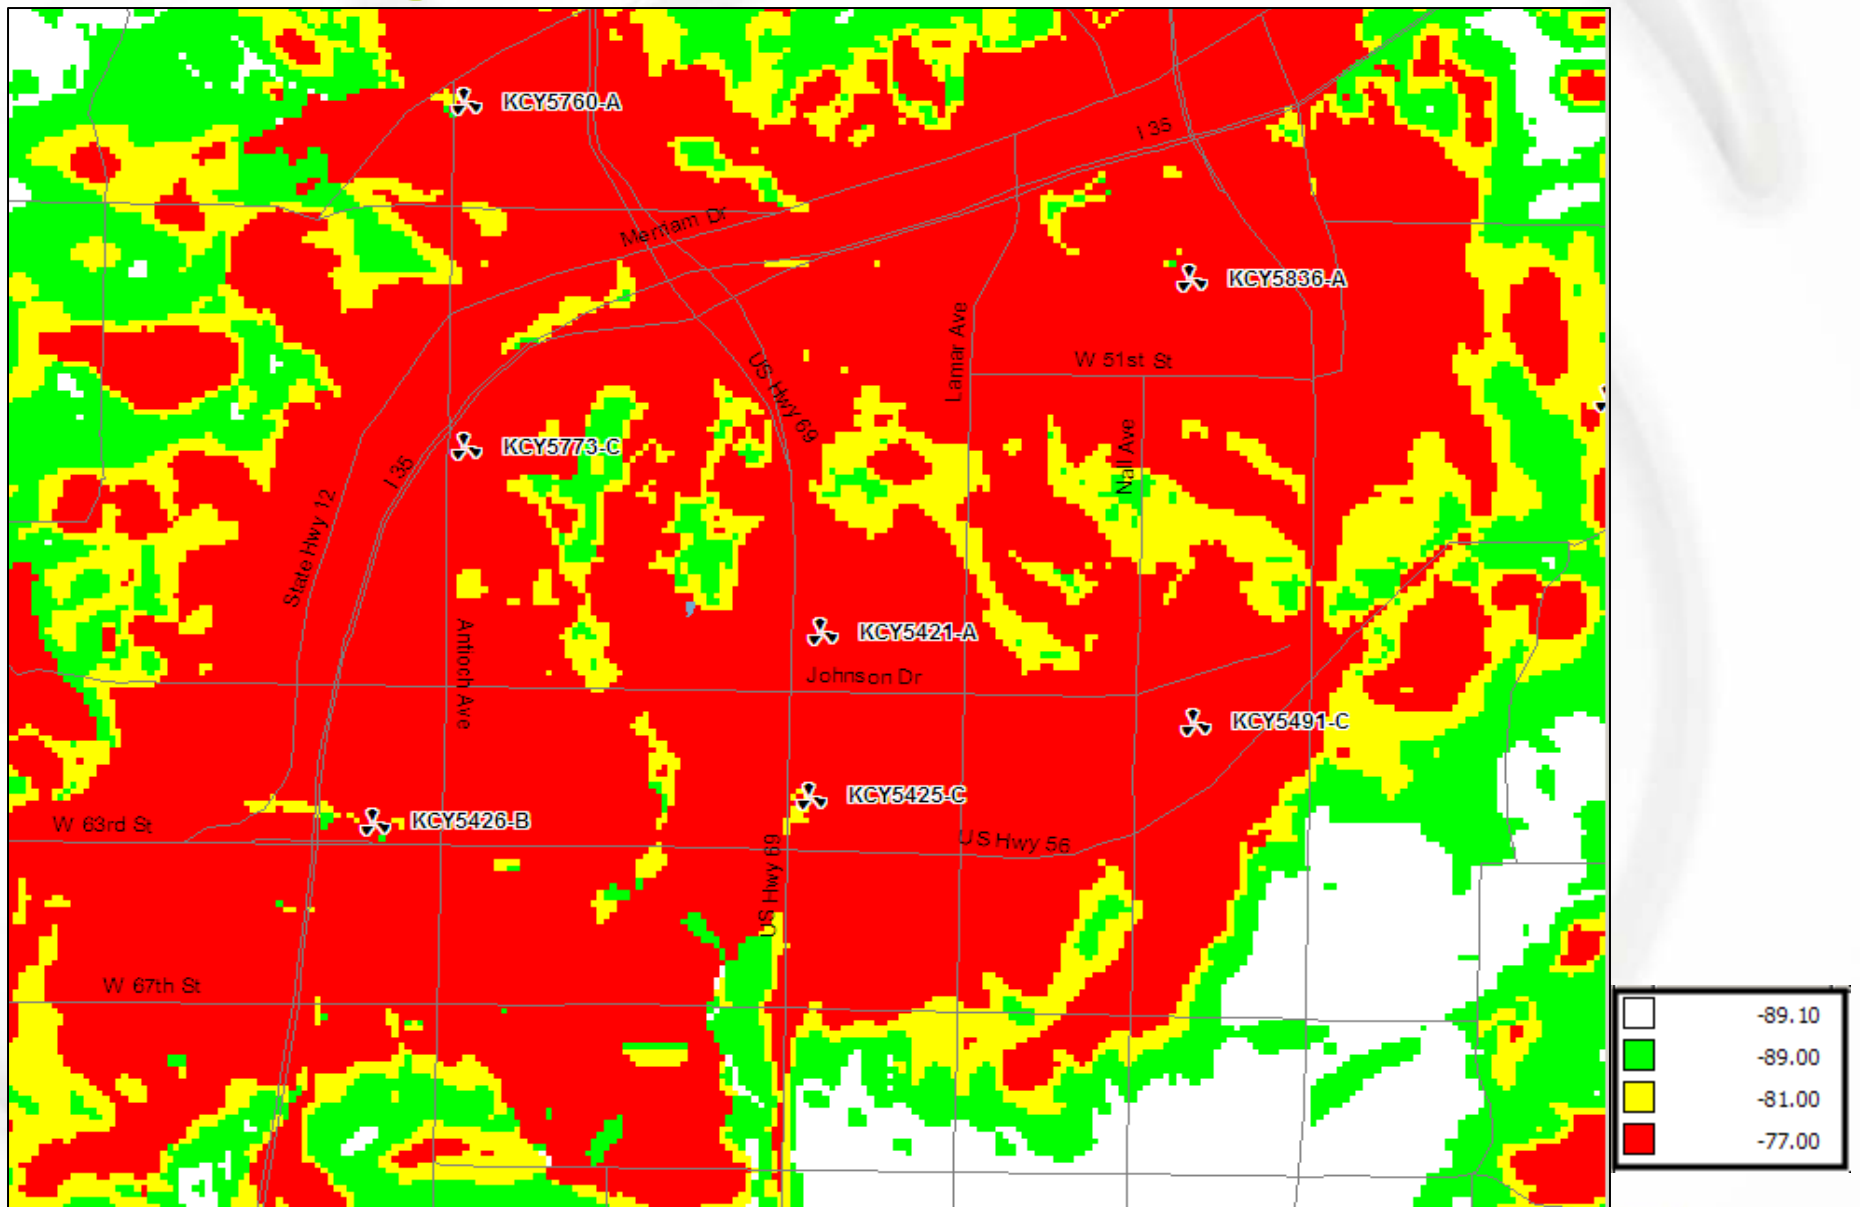 KCY5760-A
I 35
Merriam Dr
KCY5836-A
US Hwy 69
Lamar Ave
W 51st St
KCY5773-C
I 35
Nall Ave
State Hwy 12
KCY5421-A
Antioch Ave
Johnson Dr
KCY5491-C
KCY5425-C
W 63rd St
KCY5426-B
US Hwy 69
US Hwy 56
W 67th St
-89.10
-89.00
-81.00
-77.00